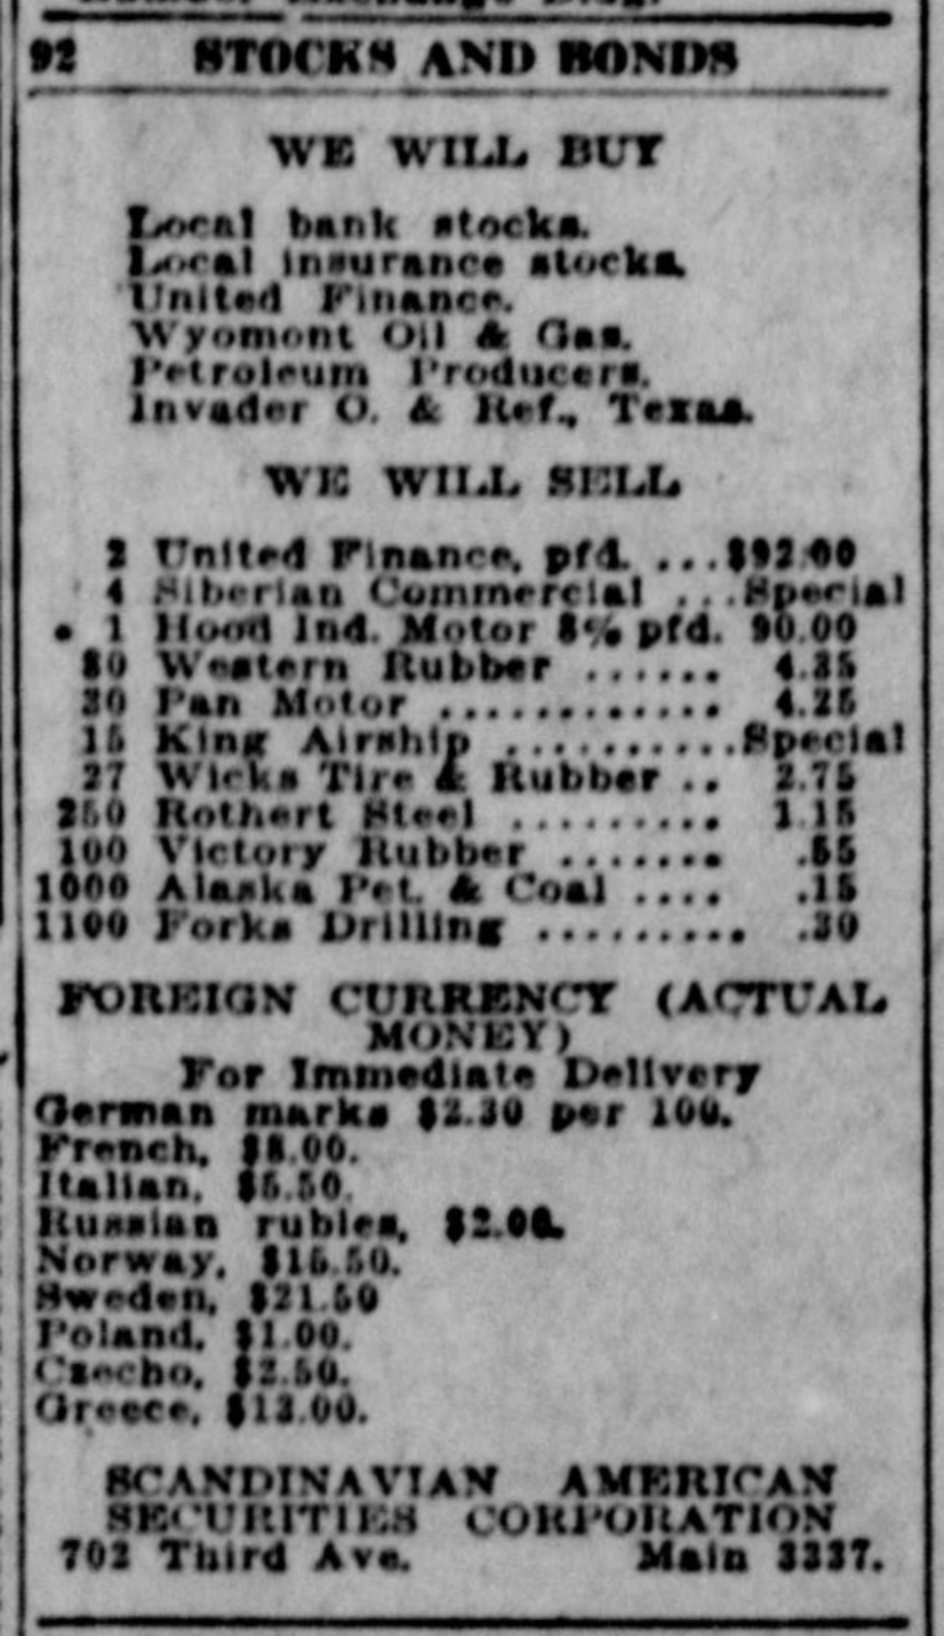 92 STOCKS AND BONDS
WE WILL BUY
Local bank stocks.
Local insurance stocks.
United Finance.
Wyomont Oil & Gas.
Petroleum Producers.
Invader O. & Ref., Texas.
WE WILL SELL
2 United Finance, pfd. ...$92.00
4 Siberian Commercial ...Special
1 Hood Ind. Motor 8% pfd. 90.00
80 Western Rubber ...... 4.35
30 Pan Motor ............ 4.25
15 King Airship ..........Special
27 Wicks Tire & Rubber .. 2.75
250 Rothert Steel ......... 1.15
100 Victory Rubber ....... .55
1000 Alaska Pet. & Coal .... .15
1100 Forks Drilling ......... .30
FOREIGN CURRENCY (ACTUAL
MONEY)
For Immediate Delivery
German marks $2.30 per 100.
French, $8.00.
Italian, $5.50.
Russian rubles, $2.00.
Norway, $15.50.
Sweden, $21.50
Poland, $1.00.
Czecho, $2.50.
Greece, $13.00.
SCANDINAVIAN AMERICAN
SECURITIES CORPORATION
702 Third Ave. Main 3337.